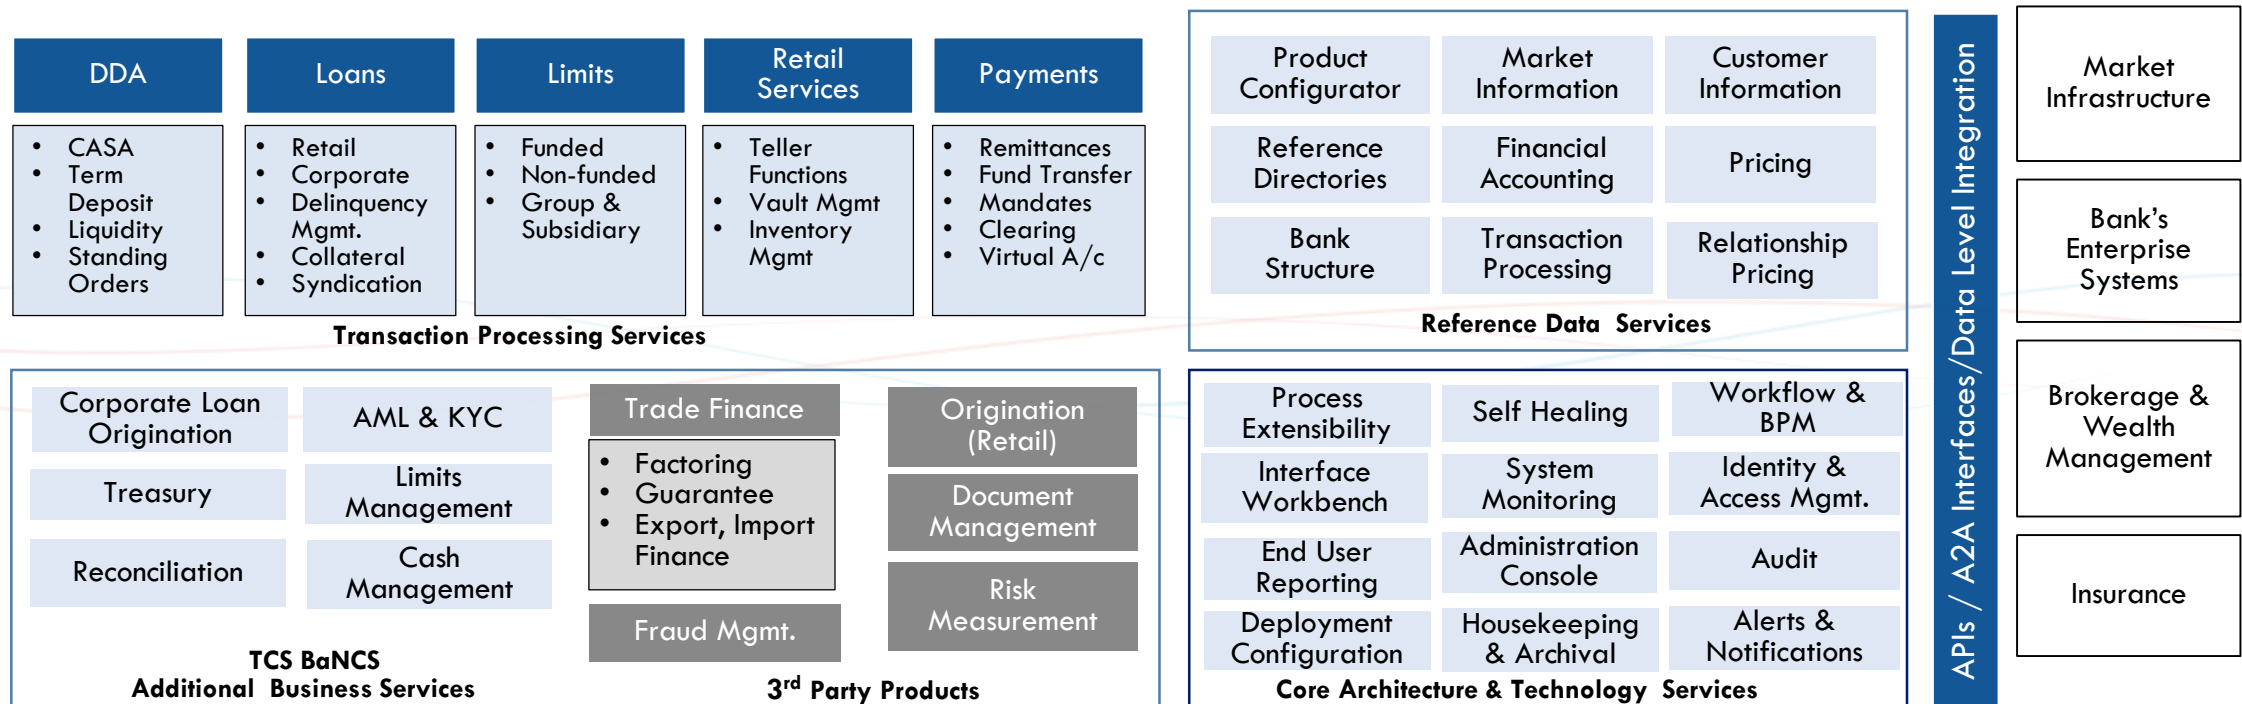 DDA
• CASA
• Term
Deposit
• Liquidity
• Standing
Orders
Loans
• Retail
• Corporate
• Delinquency
Mgmt.
• Collateral
• Syndication
Limits
• Funded
• Non-funded
• Group &
Subsidiary
Retail
Services
• Teller
Functions
• Vault Mgmt
• Inventory
Mgmt
Payments
• Remittances
• Fund Transfer
• Mandates
• Clearing
• Virtual A/c
Transaction Processing Services
Product
Configurator
Market
Information
Customer
Information
Reference
Directories
Financial
Accounting
Pricing
Bank
Structure
Transaction
Processing
Relationship
Pricing
Reference Data Services
Corporate Loan
Origination
AML & KYC
Treasury
Limits
Management
Reconciliation
Cash
Management
TCS BaNCS
Additional Business Services
Trade Finance
• Factoring
• Guarantee
• Export, Import
Finance
Fraud Mgmt.
Origination
(Retail)
Document
Management
Risk
Measurement
3rd Party Products
Process
Extensibility
Self Healing
Workflow &
BPM
Interface
Workbench
System
Monitoring
Identity &
Access Mgmt.
End User
Reporting
Administration
Console
Audit
Deployment
Configuration
Housekeeping
& Archival
Alerts &
Notifications
Core Architecture & Technology Services
APIs / A2A Interfaces/Data Level Integration
Market
Infrastructure
Bank’s
Enterprise
Systems
Brokerage &
Wealth
Management
Insurance